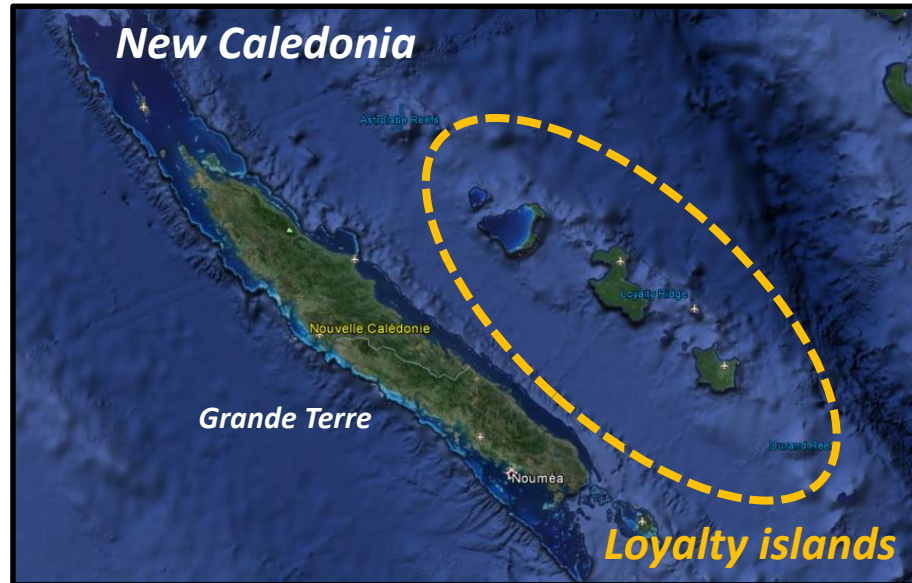 New Caledonia
Astrolabe Reefs
Loyalty Ridge
Nouvelle Calédonie
Grande Terre
Durand Reef
Nouméa
Loyalty islands